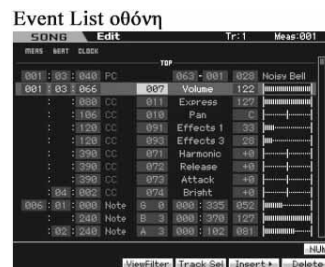 Event List οθόνη
SONG Edit Tr:1 Meas:001
MEAS BEAT CLOCK
TOP
001 : 03 : 040 PC 063 - 001 028 Noisy Bell
001 : 03 : 066 007 Volume 122
: : 080 CC 011 Express 127
: : 106 CC 010 Pan C
: : 120 CC 091 Effects 1 33
: : 120 CC 093 Effects 3 28
: : 390 CC 071 Harmonic +0
: : 390 CC 072 Release +0
: : 390 CC 073 Attack +0
: 04 : 002 CC 074 Bright +0
006 : 01 : 000 Note G 0 000 : 335 052
: : 240 Note B 3 000 : 370 127
: 02 : 240 Note A 3 000 : 102 081
NUM
ViewFilter Track Sel Insert Delete